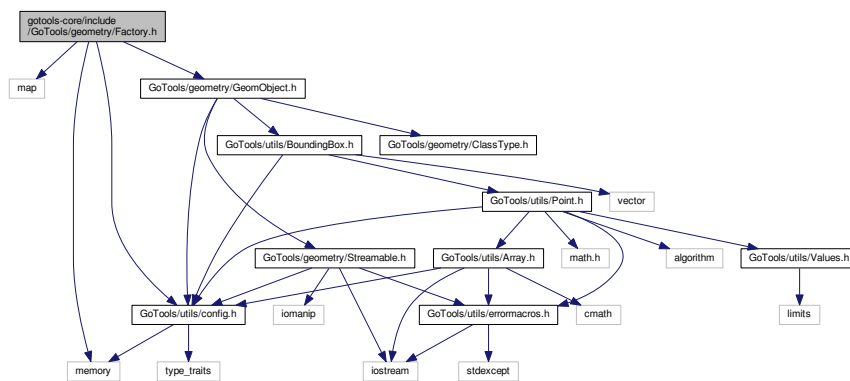 gotools-core/include
/GoTools/geometry/Factory.h
map
GoTools/geometry/GeomObject.h
GoTools/utils/BoundingBox.h
GoTools/geometry/ClassType.h
GoTools/utils/Point.h
vector
GoTools/geometry/Streamable.h
GoTools/utils/Array.h
math.h
algorithm
GoTools/utils/Values.h
GoTools/utils/config.h
iomanip
GoTools/utils/errormacros.h
cmath
limits
memory
type_traits
iostream
stdexcept